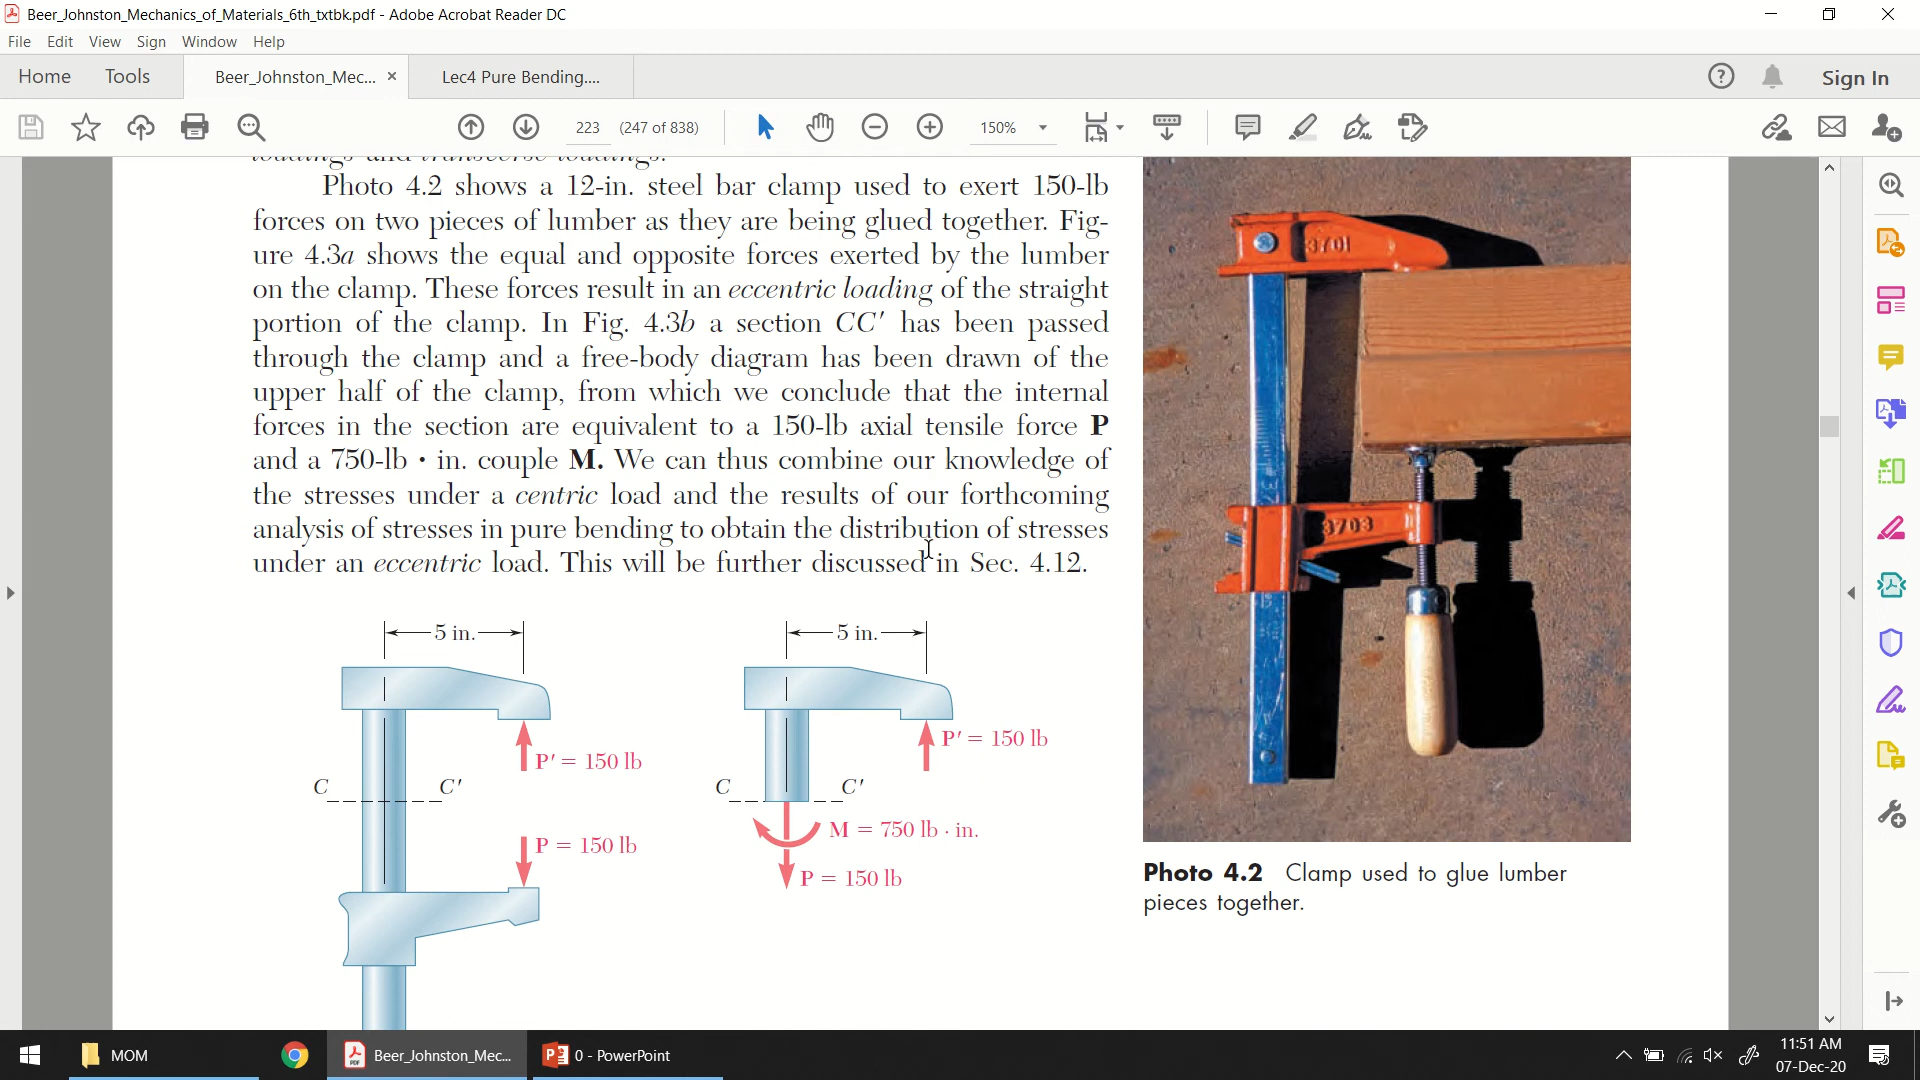 Beer_Johnston_Mechanics_of_Materials_6th_txtbk.pdf - Adobe Acrobat Reader DC
File Edit View Sign Window Help
Home Tools Beer_Johnston_Mec... × Lec4 Pure Bending....
Sign In
223 (247 of 838) 150%
loadings and transverse loadings.
Photo 4.2 shows a 12-in. steel bar clamp used to exert 150-lb
forces on two pieces of lumber as they are being glued together. Fig-
ure 4.3a shows the equal and opposite forces exerted by the lumber
on the clamp. These forces result in an eccentric loading of the straight
portion of the clamp. In Fig. 4.3b a section CC′ has been passed
through the clamp and a free-body diagram has been drawn of the
upper half of the clamp, from which we conclude that the internal
forces in the section are equivalent to a 150-lb axial tensile force P
and a 750-lb · in. couple M. We can thus combine our knowledge of
the stresses under a centric load and the results of our forthcoming
analysis of stresses in pure bending to obtain the distribution of stresses
under an eccentric load. This will be further discussed in Sec. 4.12.
5 in.
P′ = 150 lb
C C′
P = 150 lb
5 in.
P′ = 150 lb
C C′
M = 750 lb · in.
P = 150 lb
3701
3703
Photo 4.2 Clamp used to glue lumber
pieces together.
MOM
Beer_Johnston_Mec...
0 - PowerPoint
11:51 AM
07-Dec-20